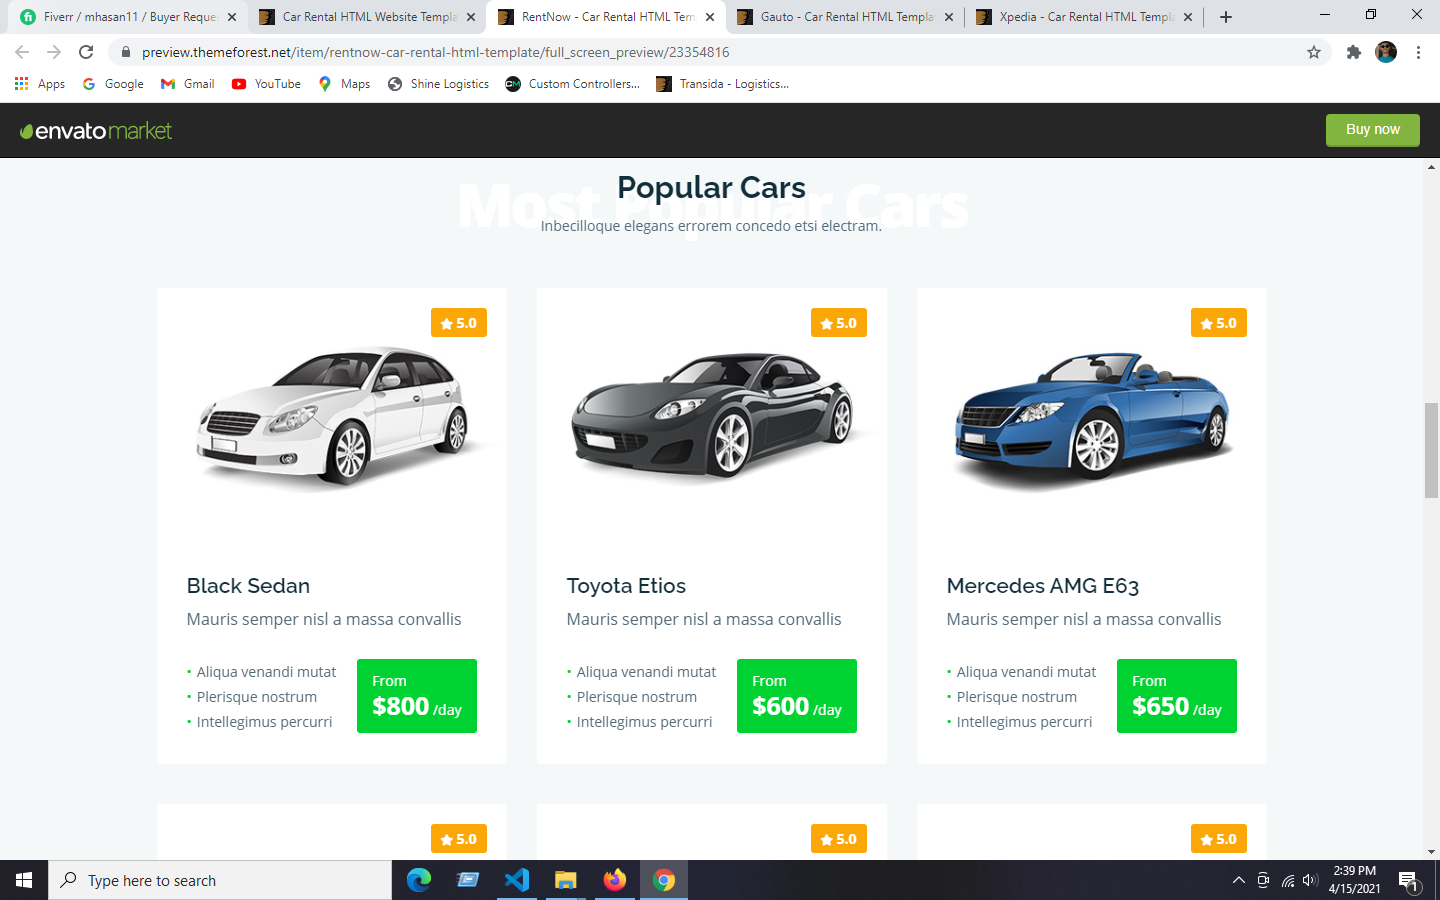 Fiverr / mhasan11 / Buyer Reque
Car Rental HTML Website Templa
RentNow - Car Rental HTML Tem
Gauto - Car Rental HTML Templa
Xpedia - Car Rental HTML Templa
preview.themeforest.net/item/rentnow-car-rental-html-template/full_screen_preview/23354816
Apps
Google
Gmail
YouTube
Maps
Shine Logistics
Custom Controllers...
Transida - Logistics...
envatomarket
Buy now
Most Popular Cars
Popular Cars
Inbecilloque elegans errorem concedo etsi electram.
5.0
5.0
5.0
Black Sedan
Mauris semper nisl a massa convallis
Aliqua venandi mutat
Plerisque nostrum
Intellegimus percurri
From
$800 /day
Toyota Etios
Mauris semper nisl a massa convallis
Aliqua venandi mutat
Plerisque nostrum
Intellegimus percurri
From
$600 /day
Mercedes AMG E63
Mauris semper nisl a massa convallis
Aliqua venandi mutat
Plerisque nostrum
Intellegimus percurri
From
$650 /day
5.0
5.0
5.0
Type here to search
2:39 PM
4/15/2021
1